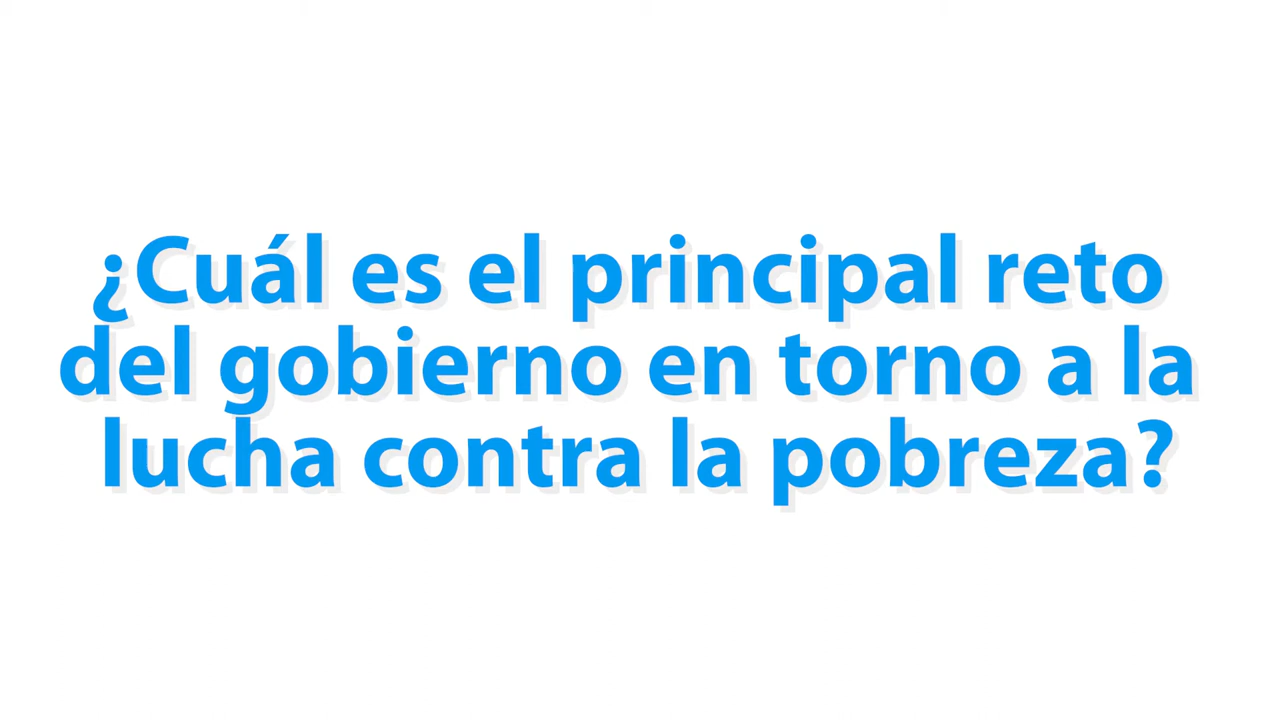 ¿Cuál es el principal reto
del gobierno en torno a la
lucha contra la pobreza?